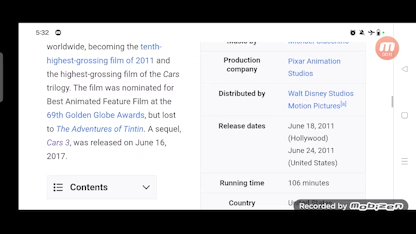 5:32
worldwide, becoming the tenth-
highest-grossing film of 2011 and
the highest-grossing film of the Cars
trilogy. The film was nominated for
Best Animated Feature Film at the
69th Golden Globe Awards, but lost
to The Adventures of Tintin. A sequel,
Cars 3, was released on June 16,
2017.
Contents
Production
company
Pixar Animation
Studios
Distributed by
Walt Disney Studios
Motion Pictures[a]
Release dates
June 18, 2011
(Hollywood)
June 24, 2011
(United States)
Running time
106 minutes
Country
Recorded by
Mobizen